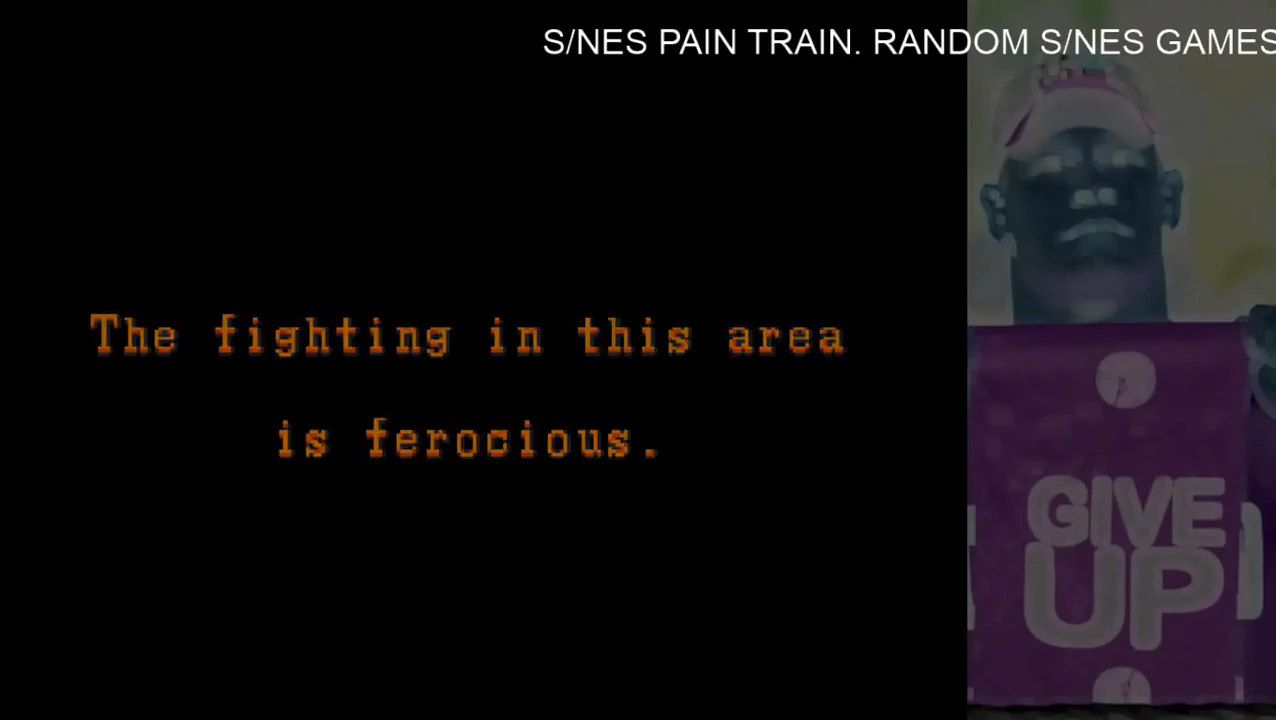 S/NES PAIN TRAIN. RANDOM S/NES GAMES
The fighting in this area
is ferocious.
GIVE
UP